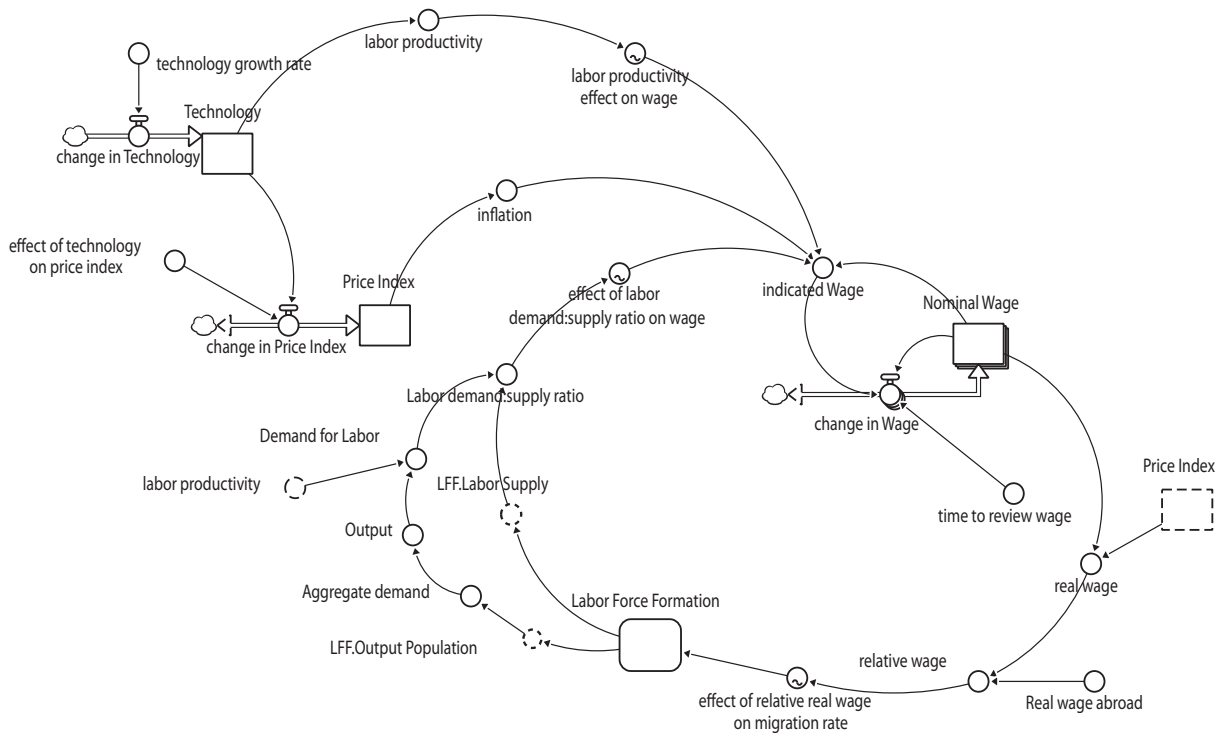 labor productivity
technology growth rate
labor productivity
effect on wage
Technology
change in Technology
inflation
effect of technology
on price index
Price Index
change in Price Index
effect of labor
demand:supply ratio on wage
indicated Wage
Nominal Wage
Labor demand:supply ratio
change in Wage
Demand for Labor
labor productivity
LFF.Labor Supply
Price Index
time to review wage
Output
real wage
Aggregate demand
Labor Force Formation
LFF.Output Population
relative wage
effect of relative real wage
on migration rate
Real wage abroad